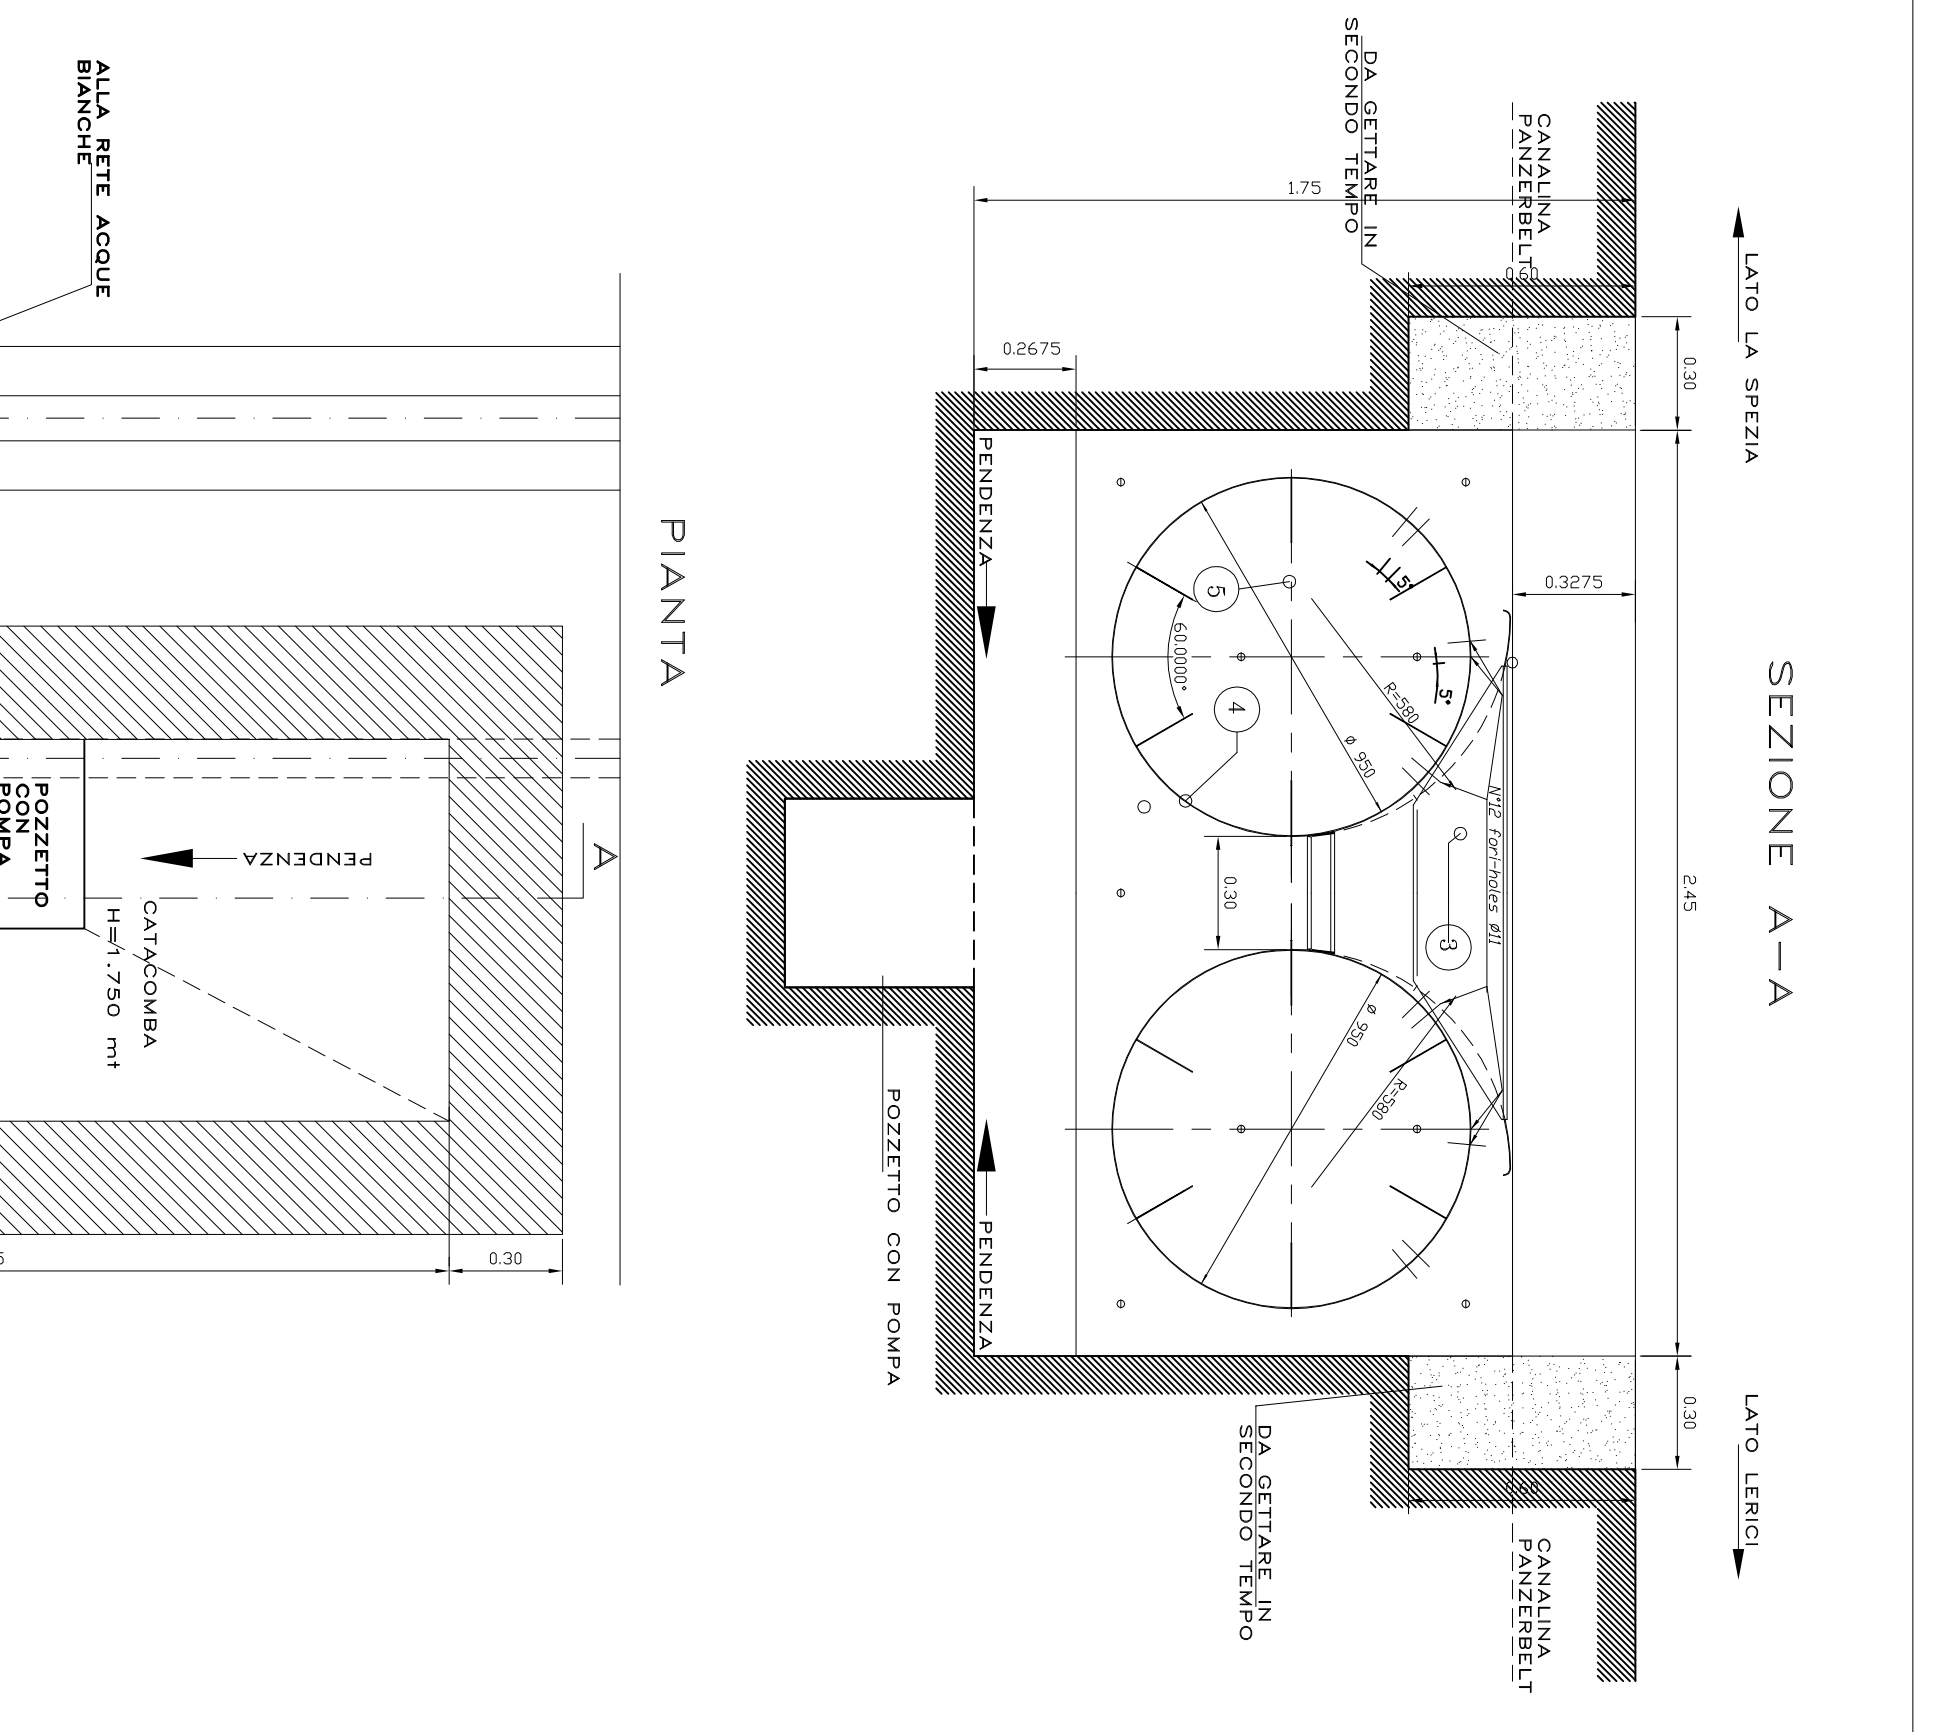 SEZIONE A-A
LATO LA SPEZIA
LATO LERICI
0.30
2.45
0.30
CANALINA
PANZERBELT
0.60
DA GETTARE IN
SECONDO TEMPO
1.75
0.2675
0.3275
CANALINA
PANZERBELT
0.60
DA GETTARE IN
SECONDO TEMPO
N°12 fori-holes Ø11
3
5°
5°
R=580
R=580
Ø 950
Ø 950
4
5
60.0000°
0.30
PENDENZA
PENDENZA
POZZETTO CON POMPA
PIANTA
A
PENDENZA
CATACOMBA
H=1.750 mt
POZZETTO
CON
POMPA
ALLA RETE ACQUE
BIANCHE
0.30